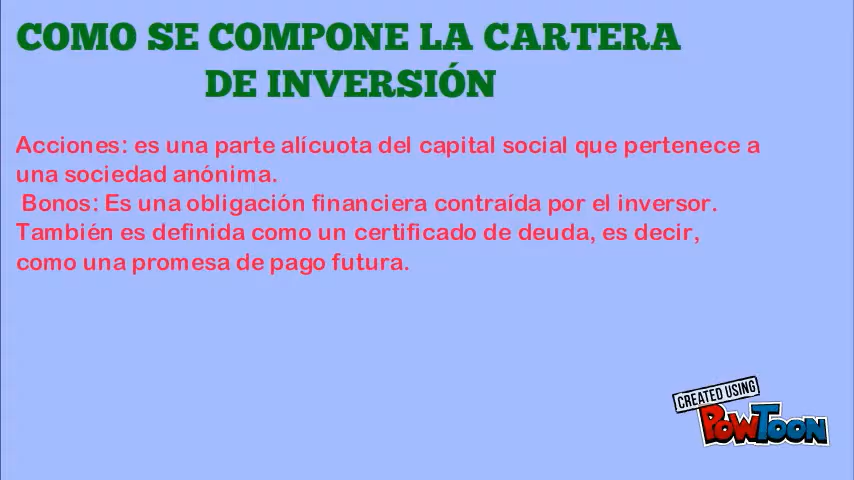 COMO SE COMPONE LA CARTERA
DE INVERSIÓN
Acciones: es una parte alícuota del capital social que pertenece a
una sociedad anónima.
Bonos: Es una obligación financiera contraída por el inversor.
También es definida como un certificado de deuda, es decir,
como una promesa de pago futura.
CREATED USING
POWTOON